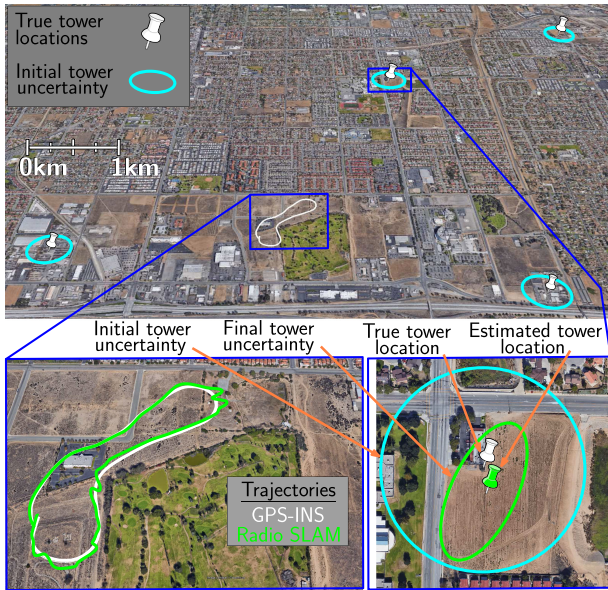 True tower
locations
Initial tower
uncertainty
0km
1km
Initial tower
uncertainty
Final tower
uncertainty
True tower
location
Estimated tower
location
Trajectories
GPS-INS
Radio SLAM